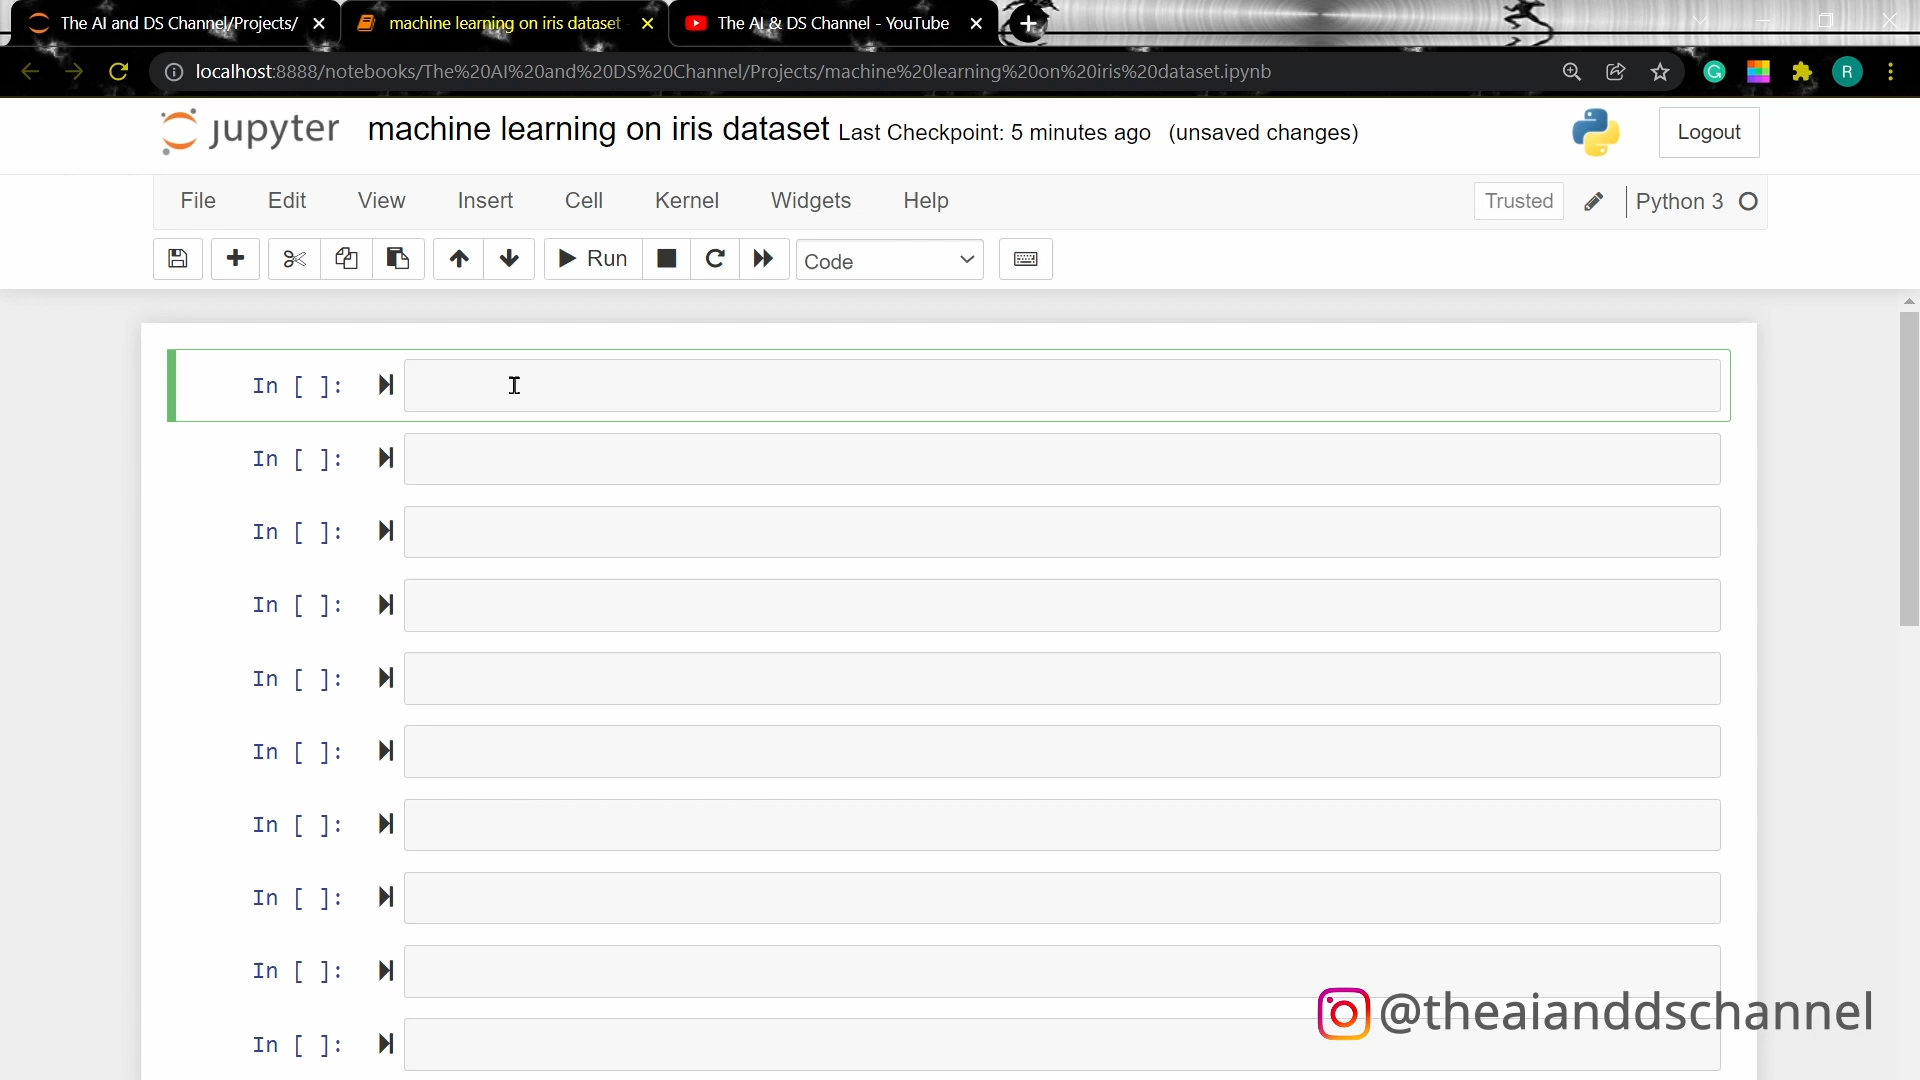 The AI and DS Channel/Projects/
machine learning on iris dataset
The AI & DS Channel - YouTube
localhost:8888/notebooks/The%20AI%20and%20DS%20Channel/Projects/machine%20learning%20on%20iris%20dataset.ipynb
R
jupyter machine learning on iris dataset Last Checkpoint: 5 minutes ago (unsaved changes)
Logout
File Edit View Insert Cell Kernel Widgets Help
Trusted Python 3
Run Code
In [ ]:
In [ ]:
In [ ]:
In [ ]:
In [ ]:
In [ ]:
In [ ]:
In [ ]:
In [ ]:
@theaianddschannel
In [ ]: